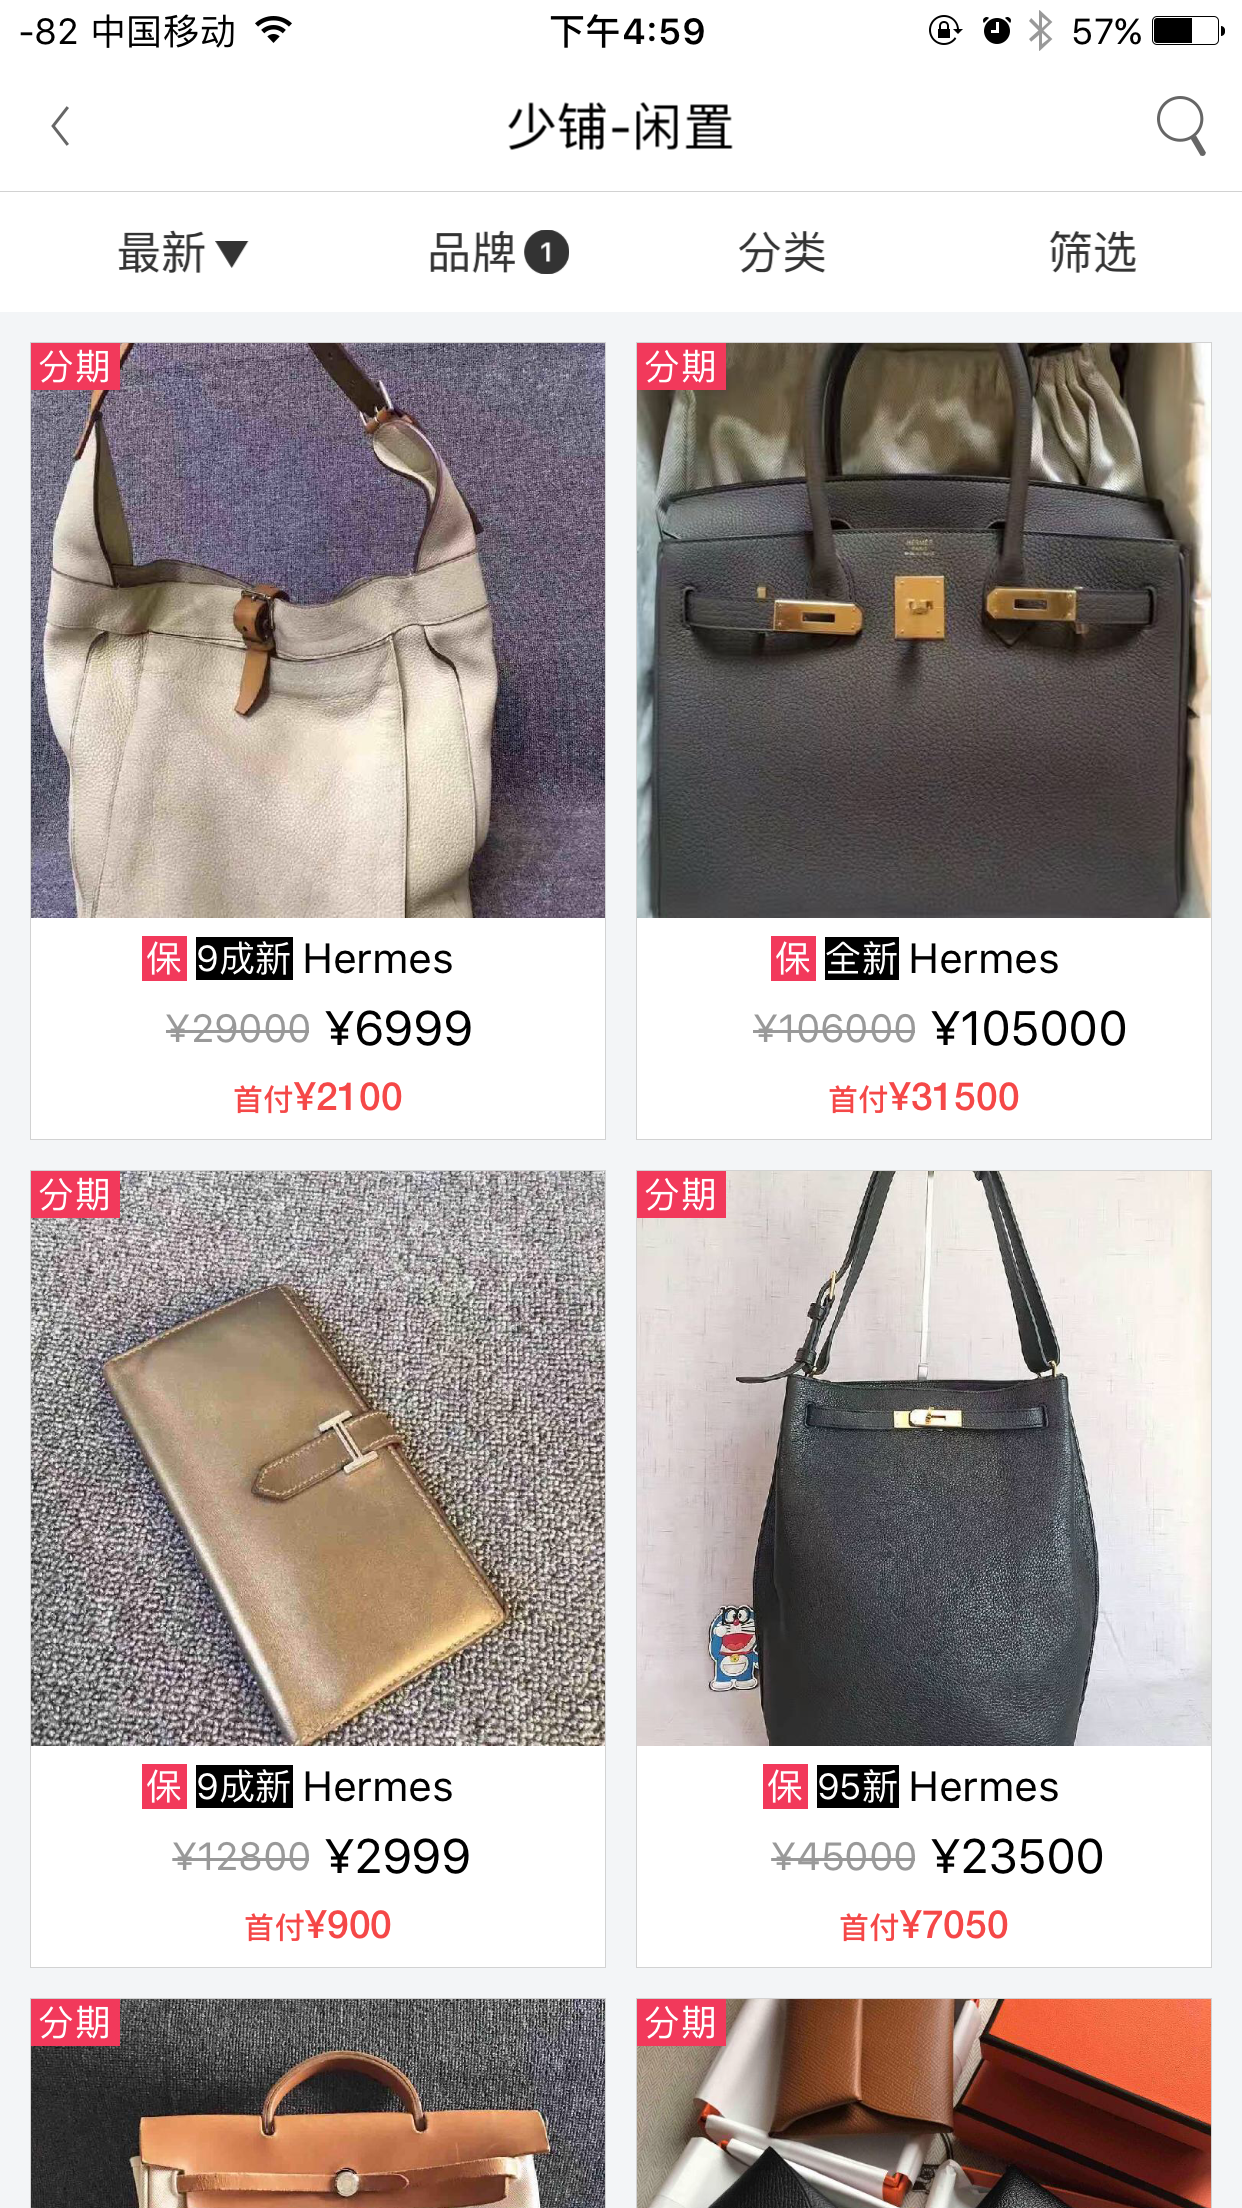 -82 中国移动 下午4:59 57%
少铺-闲置
最新▼ 品牌 1 分类 筛选
分期
分期
HERMES
保 9成新 Hermes
保 全新 Hermes
¥29000 ¥6999
¥106000 ¥105000
首付¥2100
首付¥31500
分期
分期
保 9成新 Hermes
保 95新 Hermes
¥12800 ¥2999
¥45000 ¥23500
首付¥900
首付¥7050
分期
分期